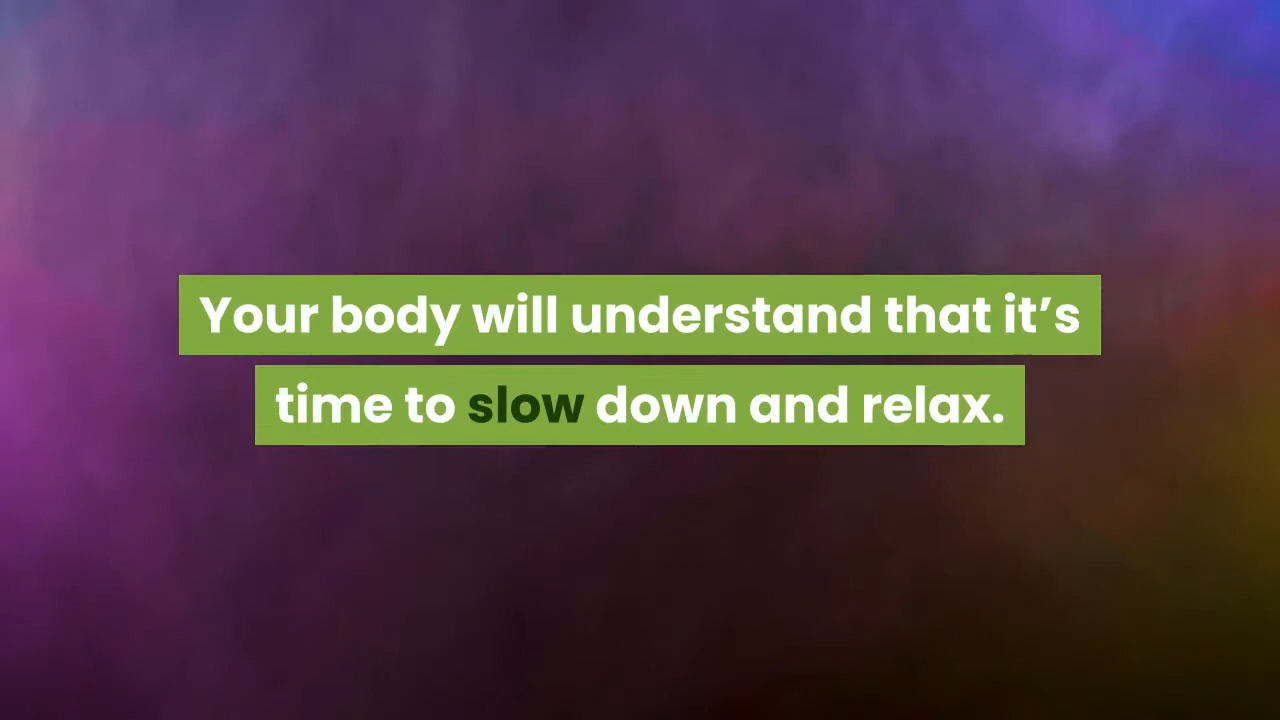 Your body will understand that it’s
time to slow down and relax.